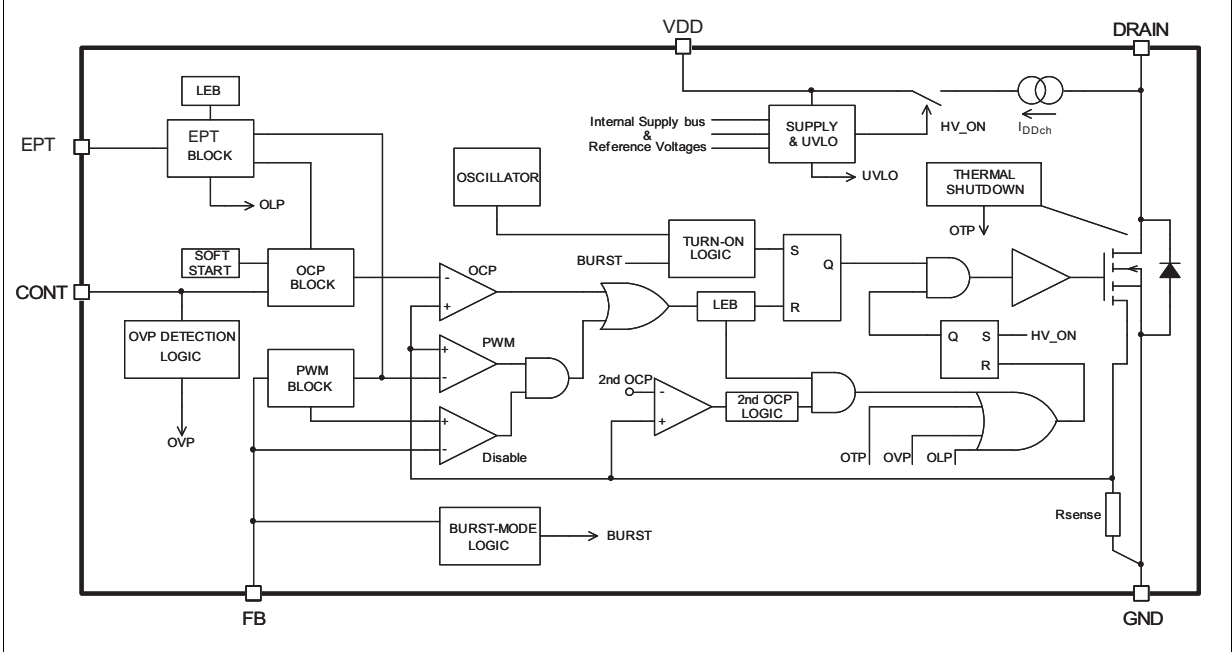 VDD
DRAIN
LEB
EPT
EPT
BLOCK
OLP
Internal Supply bus
&
Reference Voltages
SUPPLY
& UVLO
HV_ON
IDDch
UVLO
OSCILLATOR
THERMAL
SHUTDOWN
OTP
SOFT
START
OCP
BLOCK
CONT
OCP
-
+
BURST
TURN-ON
LOGIC
S
Q
R
LEB
OVP DETECTION
LOGIC
OVP
PWM
BLOCK
PWM
+
-
+
-
Disable
2nd OCP
-
+
2nd OCP
LOGIC
Q
S
R
HV_ON
OTP
OVP
OLP
Rsense
BURST-MODE
LOGIC
BURST
FB
GND